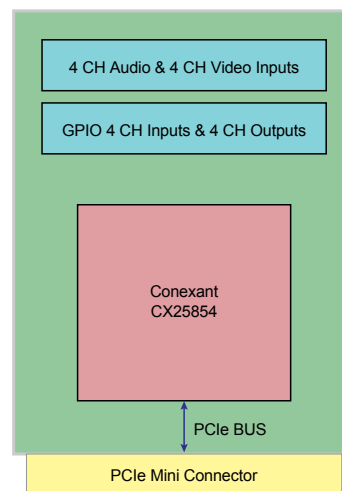 4 CH Audio & 4 CH Video Inputs
GPIO 4 CH Inputs & 4 CH Outputs
Conexant
CX25854
PCIe BUS
PCIe Mini Connector